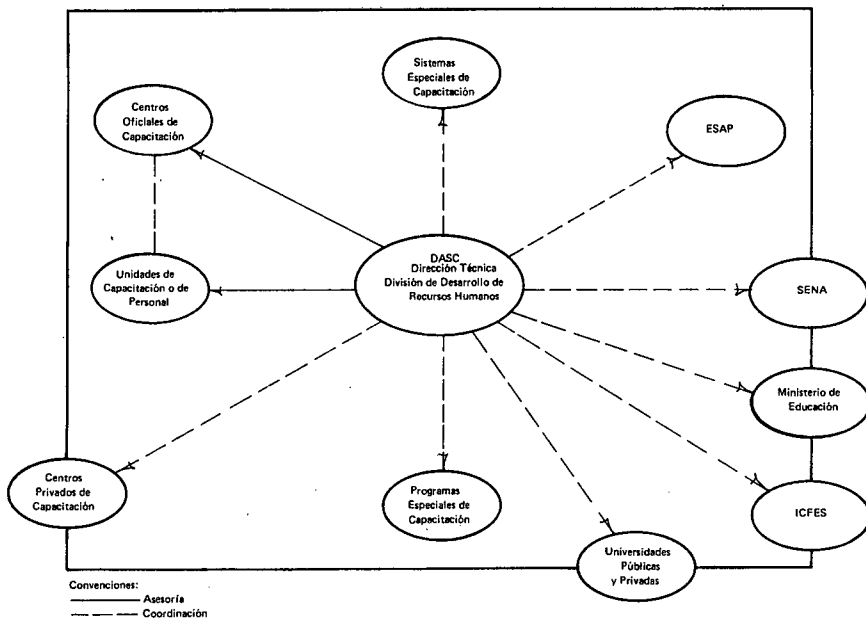 Sistemas
Especiales de
Capacitación
Centros
Oficiales de
Capacitación
ESAP
DASC
Dirección Técnica
División de Desarrollo de
Recursos Humanos
Unidades de
Capacitación o de
Personal
SENA
Ministerio de
Educación
Centros
Privados de
Capacitación
Programas
Especiales de
Capacitación
ICFES
Universidades
Públicas
y Privadas
Convenciones:
Asesoría
Coordinación